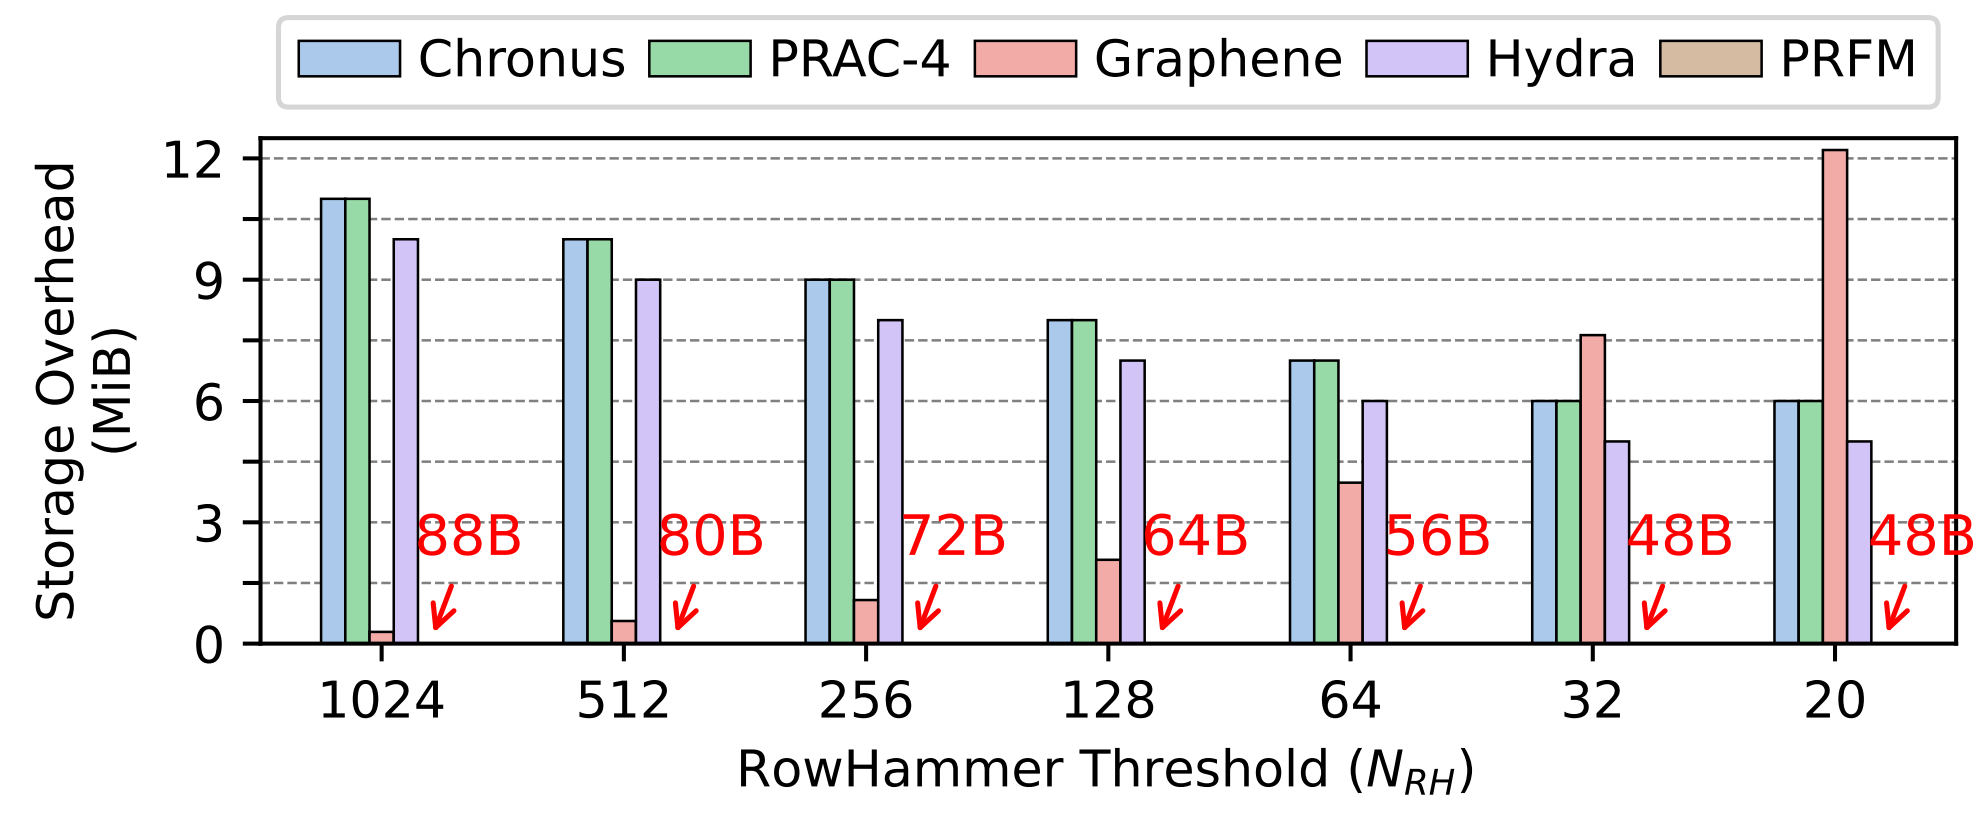 Chronus PRAC-4 Graphene Hydra PRFM
Storage Overhead
(MiB)
12
9
6
3
0
88B 80B 72B 64B 56B 48B 48B
1024 512 256 128 64 32 20
RowHammer Threshold (N_RH)